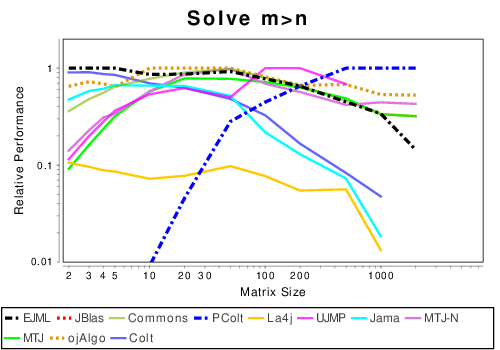 Solve m>n
Relative Performance
1
0.1
0.01
2 3 4 5 10 20 30 100 200 1000
Matrix Size
EJML JBlas Commons PColt La4j UJMP Jama MTJ-N
MTJ ojAlgo Colt